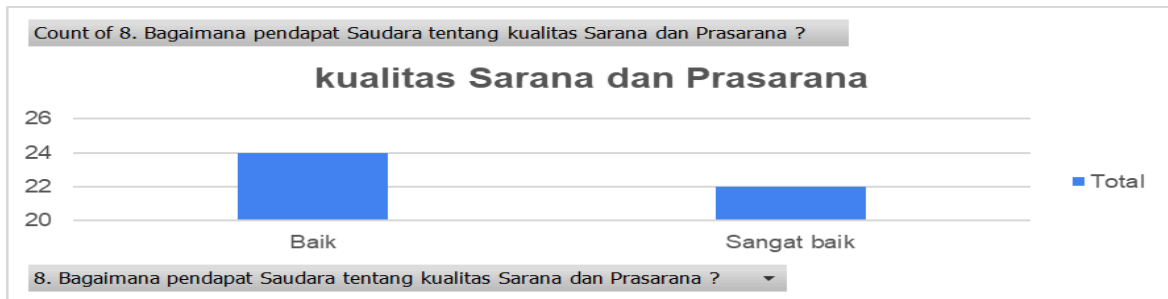 Count of 8. Bagaimana pendapat Saudara tentang kualitas Sarana dan Prasarana ?
kualitas Sarana dan Prasarana
26
24
22
20
Total
Baik
Sangat baik
8. Bagaimana pendapat Saudara tentang kualitas Sarana dan Prasarana ?